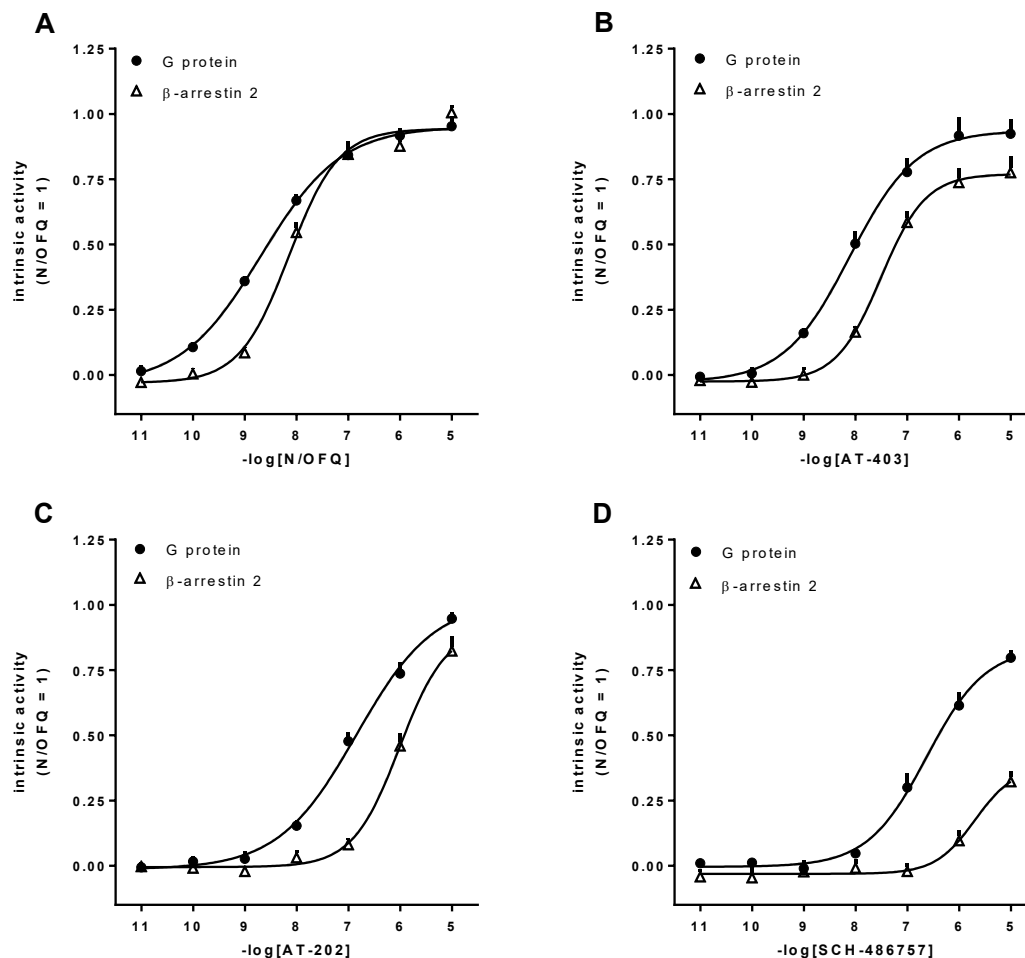 A
1.25
1.00
0.75
0.50
0.25
0.00
intrinsic activity
(N/OFQ = 1)
G protein
β-arrestin 2
11 10 9 8 7 6 5
-log[N/OFQ]
B
1.25
1.00
0.75
0.50
0.25
0.00
intrinsic activity
(N/OFQ = 1)
G protein
β-arrestin 2
11 10 9 8 7 6 5
-log[AT-403]
C
1.25
1.00
0.75
0.50
0.25
0.00
intrinsic activity
(N/OFQ = 1)
G protein
β-arrestin 2
11 10 9 8 7 6 5
-log[AT-202]
D
1.25
1.00
0.75
0.50
0.25
0.00
intrinsic activity
(N/OFQ = 1)
G protein
β-arrestin 2
11 10 9 8 7 6 5
-log[SCH-486757]